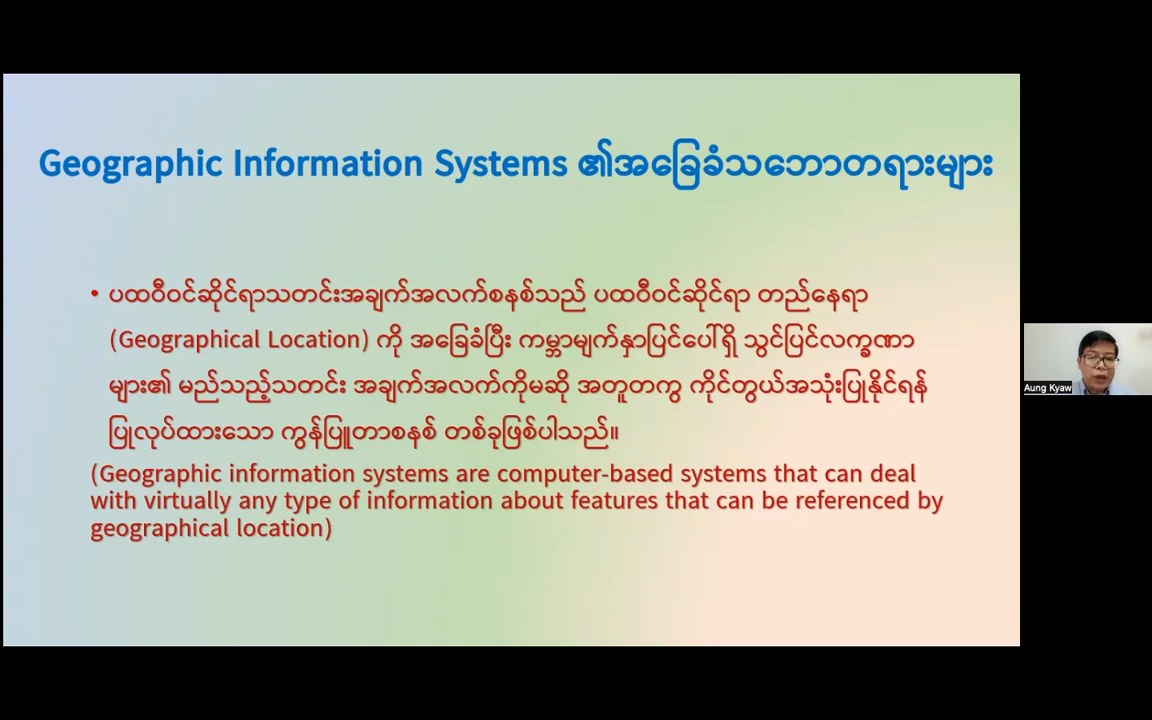 Geographic Information Systems ၏အခြေခံသဘောတရားများ
• ပထဝီဝင်ဆိုင်ရာသတင်းအချက်အလက်စနစ်သည် ပထဝီဝင်ဆိုင်ရာ တည်နေရာ
(Geographical Location) ကို အခြေခံပြီး ကမ္ဘာမျက်နှာပြင်ပေါ်ရှိ သွင်ပြင်လက္ခဏာ
များ၏ မည်သည့်သတင်း အချက်အလက်ကိုမဆို အတူတကွ ကိုင်တွယ်အသုံးပြုနိုင်ရန်
ပြုလုပ်ထားသော ကွန်ပြူတာစနစ် တစ်ခုဖြစ်ပါသည်။
(Geographic information systems are computer-based systems that can deal
with virtually any type of information about features that can be referenced by
geographical location)
Aung Kyaw